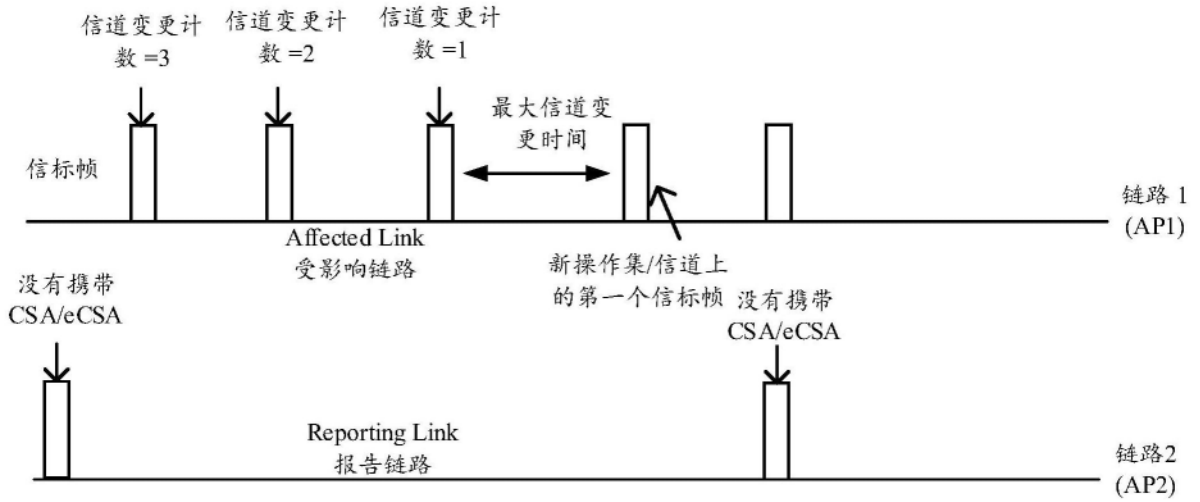 信道变更计
数 =3
信道变更计
数 =2
信道变更计
数 =1
最大信道变
更时间
信标帧
链路 1
(AP1)
Affected Link
受影响链路
新操作集/信道上
的第一个信标帧
没有携带
CSA/eCSA
没有携带
CSA/eCSA
Reporting Link
报告链路
链路2
(AP2)